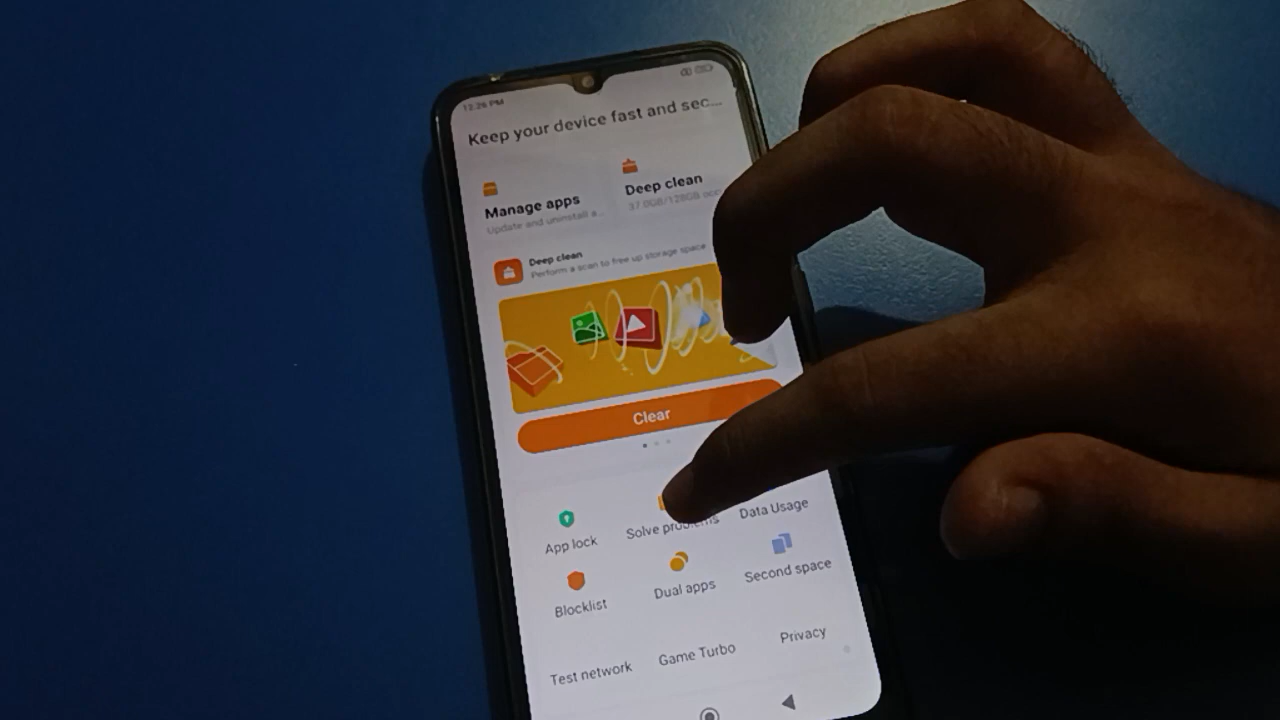 12:26 PM
Keep your device fast and sec...
Manage apps
Update and uninstall a...
Deep clean
37.0GB/128GB occ
Deep clean
Perform a scan to free up storage space
Clear
App lock
Solve problems
Data Usage
Blocklist
Dual apps
Second space
Test network
Game Turbo
Privacy